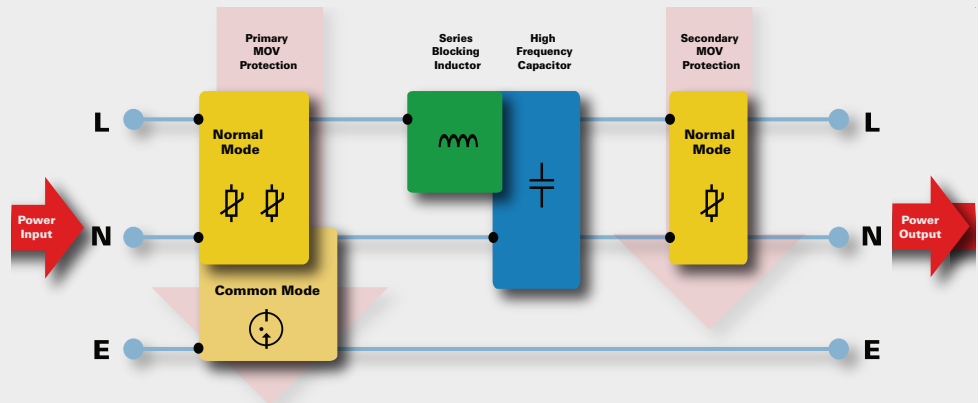 Primary
MOV
Protection
Series
Blocking
Inductor
High
Frequency
Capacitor
Secondary
MOV
Protection
L
L
Normal
Mode
Normal
Mode
Power
Input
N
N
Power
Output
Common Mode
E
E